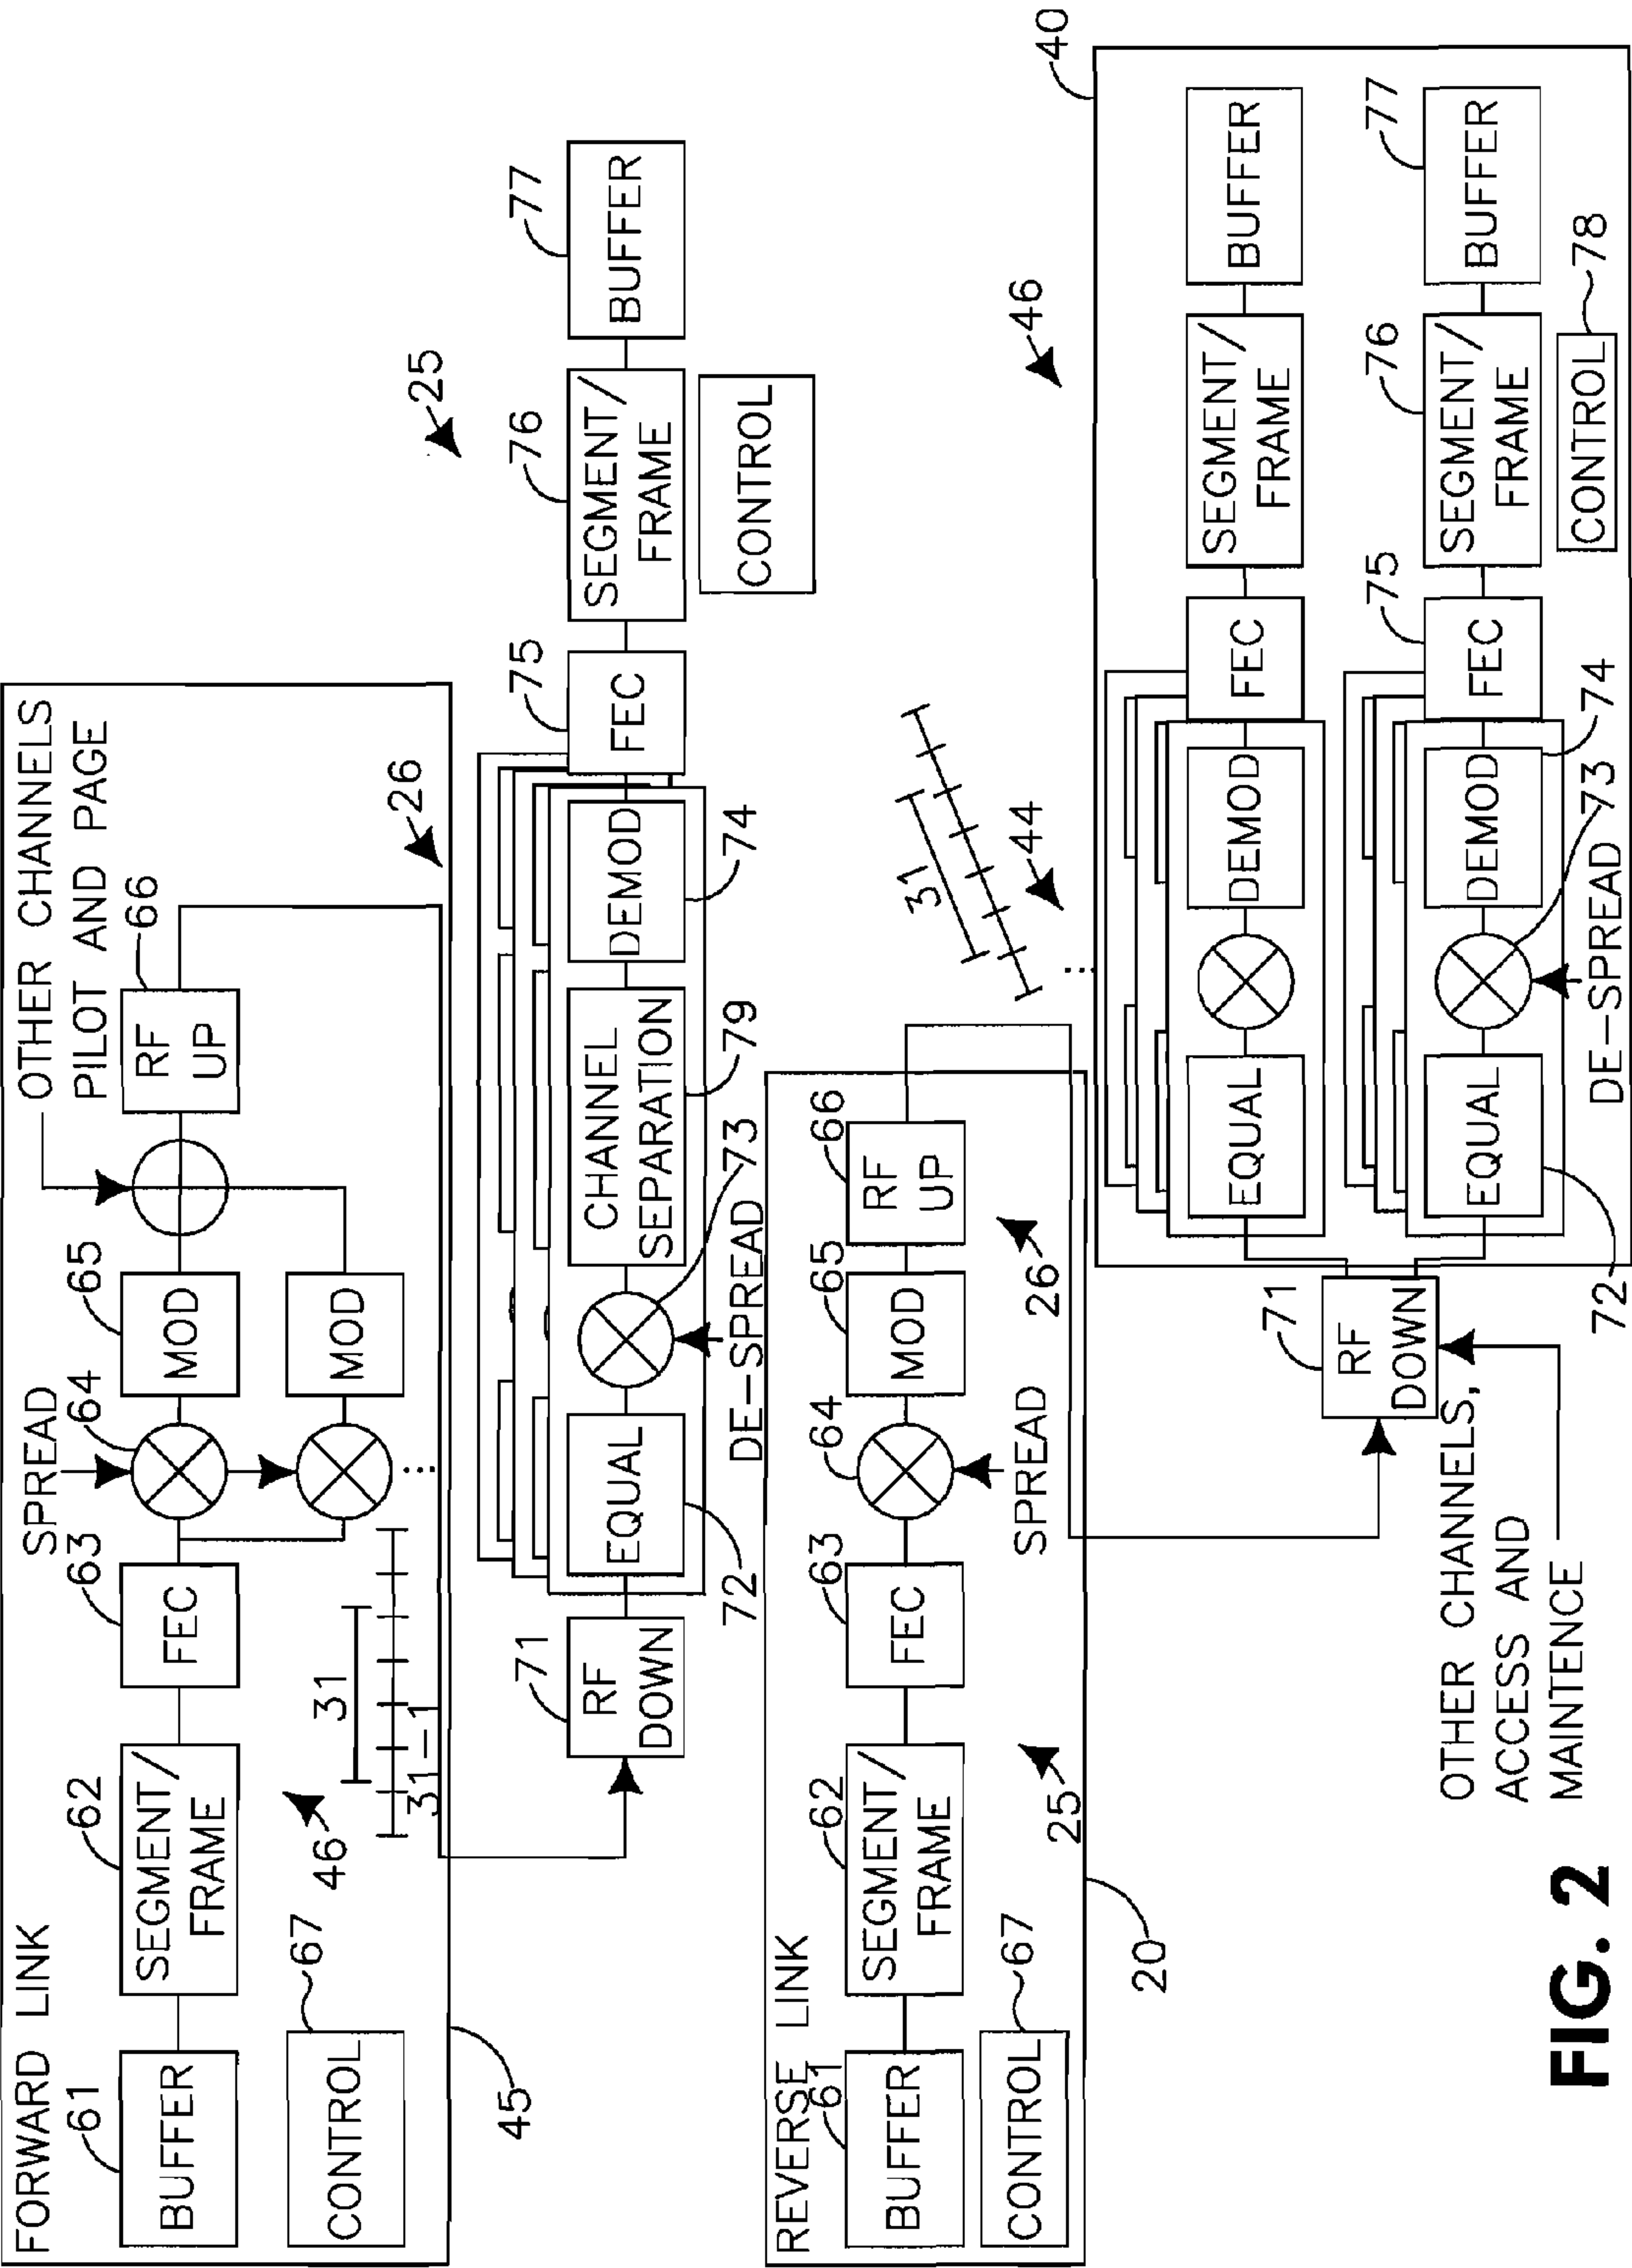 FORWARD LINK
61
BUFFER
62
SEGMENT/
FRAME
63
FEC
SPREAD
64
65
MOD
MOD
OTHER CHANNELS
PILOT AND PAGE
66
RF
UP
26
CONTROL
67
46
31
31-1
45
71
RF
DOWN
72
EQUAL
73
DE-SPREAD
CHANNEL
SEPARATION
79
DEMOD
74
75
FEC
76
SEGMENT/
FRAME
77
BUFFER
CONTROL
25
REVERSE LINK
61
BUFFER
62
SEGMENT/
FRAME
63
FEC
64
SPREAD
65
MOD
66
RF
UP
26
25
CONTROL
67
20
31
44
46
40
71
RF
DOWN
OTHER CHANNELS,
ACCESS AND
MAINTENCE
EQUAL
DEMOD
FEC
SEGMENT/
FRAME
BUFFER
72
EQUAL
73
DE-SPREAD
DEMOD
74
75
FEC
76
SEGMENT/
FRAME
77
BUFFER
CONTROL
78
FIG. 2